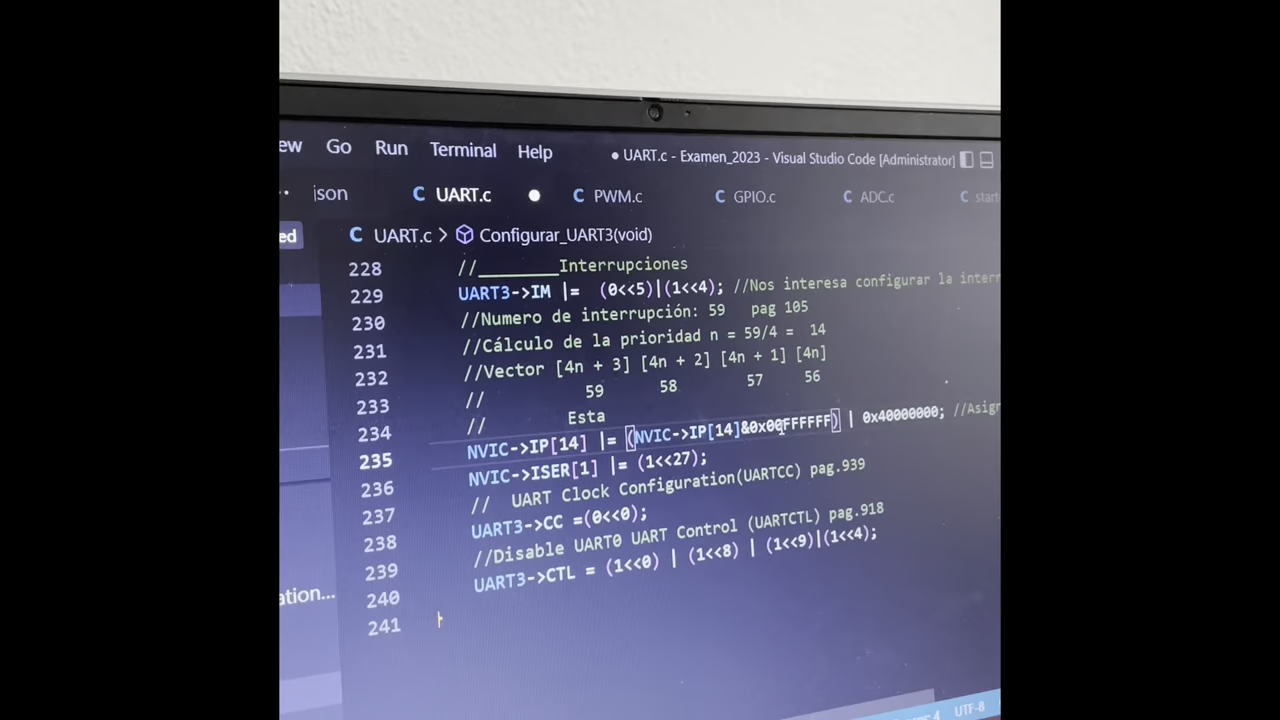 ew Go Run Terminal Help ● UART.c - Examen_2023 - Visual Studio Code [Administrator]
json C UART.c ● C PWM.c C GPIO.c C ADC.c C start
ed C UART.c > Configurar_UART3(void)
228 //________Interrupciones
229 UART3->IM |= (0<<5)|(1<<4); //Nos interesa configurar la interr
230 //Numero de interrupción: 59 pag 105
231 //Cálculo de la prioridad n = 59/4 = 14
232 //Vector [4n + 3] [4n + 2] [4n + 1] [4n]
233 // 59 58 57 56
234 // Esta
235 NVIC->IP[14] |= (NVIC->IP[14]&0x00FFFFFF) | 0x40000000; //Asign
236 NVIC->ISER[1] |= (1<<27);
237 // UART Clock Configuration(UARTCC) pag.939
238 UART3->CC =(0<<0);
239 //Disable UART0 UART Control (UARTCTL) pag.918
240 UART3->CTL = (1<<0) | (1<<8) | (1<<9)|(1<<4);
241
ation...
4 UTF-8